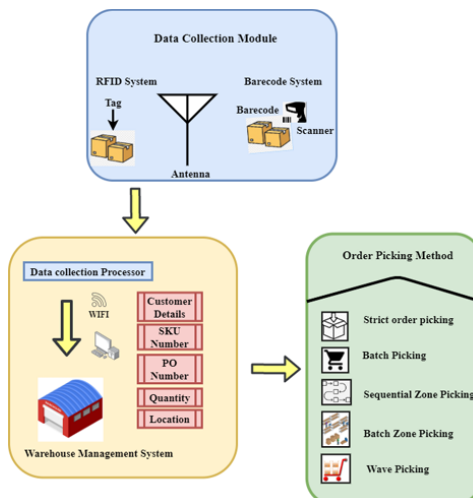 Data Collection Module
RFID System
Barecode System
Tag
Barecode
Scanner
Antenna
Data collection Processor
WIFI
Customer
Details
SKU
Number
PO
Number
Quantity
Location
Warehouse Management System
Order Picking Method
Strict order picking
Batch Picking
Sequential Zone Picking
Batch Zone Picking
Wave Picking